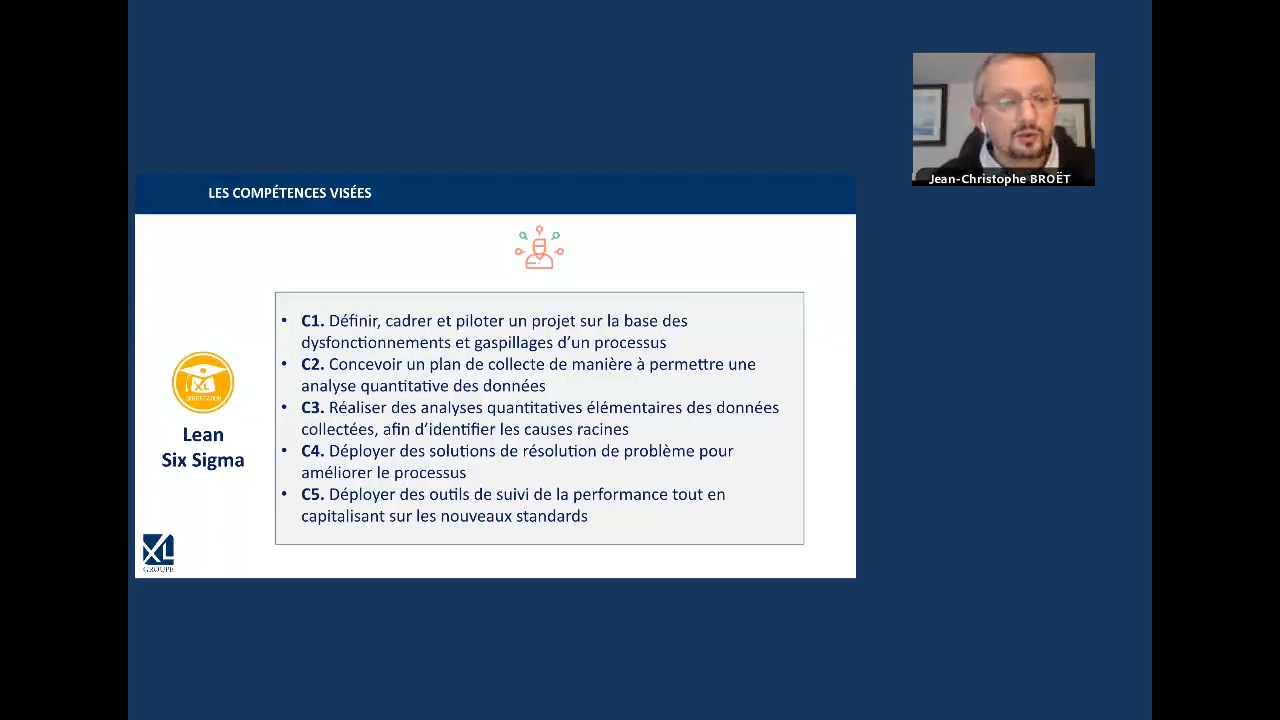 LES COMPÉTENCES VISÉES
Jean-Christophe BROËT
• C1. Définir, cadrer et piloter un projet sur la base des
dysfonctionnements et gaspillages d’un processus
• C2. Concevoir un plan de collecte de manière à permettre une
analyse quantitative des données
• C3. Réaliser des analyses quantitatives élémentaires des données
collectées, afin d’identifier les causes racines
• C4. Déployer des solutions de résolution de problème pour
améliorer le processus
• C5. Déployer des outils de suivi de la performance tout en
capitalisant sur les nouveaux standards
XL
CERTIFICATION
Lean
Six Sigma
XL
GROUPE